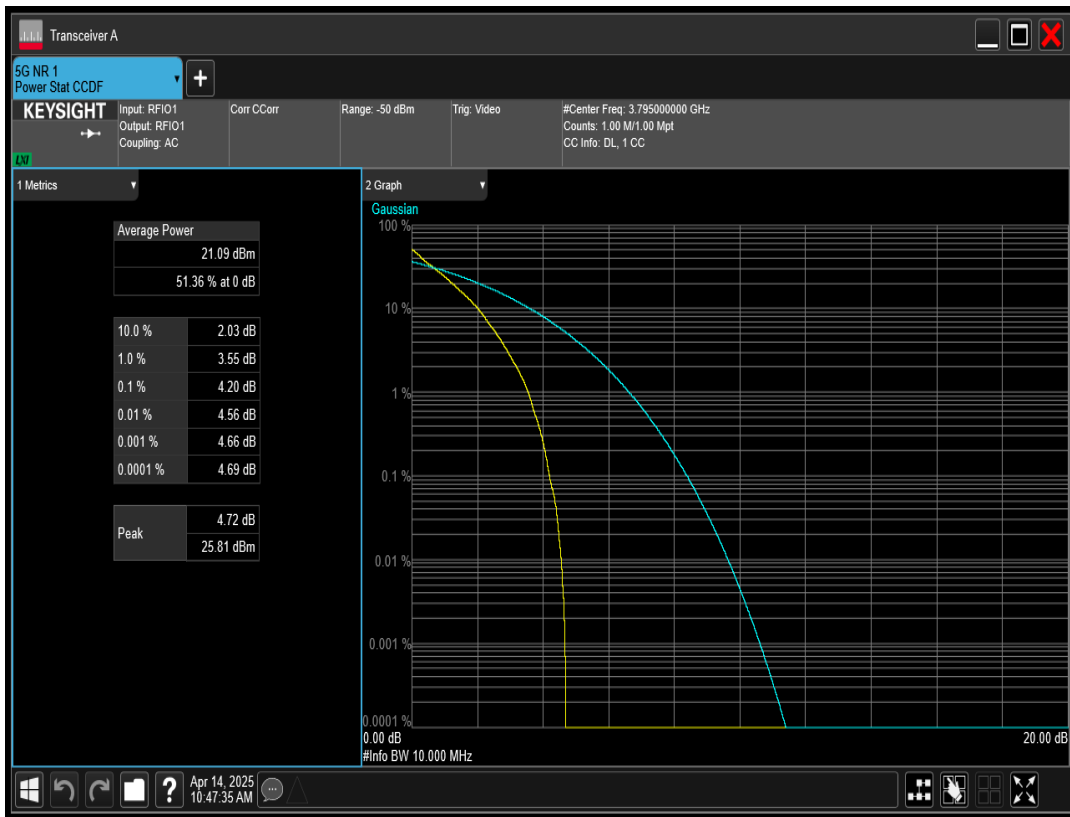 Transceiver A
5G NR 1
Power Stat CCDF
+
KEYSIGHT
LXI
Input: RFIO1
Output: RFIO1
Coupling: AC
Corr CCorr
Range: -50 dBm
Trig: Video
#Center Freq: 3.795000000 GHz
Counts: 1.00 M/1.00 Mpt
CC Info: DL, 1 CC
1 Metrics
Average Power
21.09 dBm
51.36 % at 0 dB
10.0 % 2.03 dB
1.0 % 3.55 dB
0.1 % 4.20 dB
0.01 % 4.56 dB
0.001 % 4.66 dB
0.0001 % 4.69 dB
Peak
4.72 dB
25.81 dBm
2 Graph
Gaussian
100 %
10 %
1 %
0.1 %
0.01 %
0.001 %
0.0001 %
0.00 dB 20.00 dB
#Info BW 10.000 MHz
?
Apr 14, 2025
10:47:35 AM